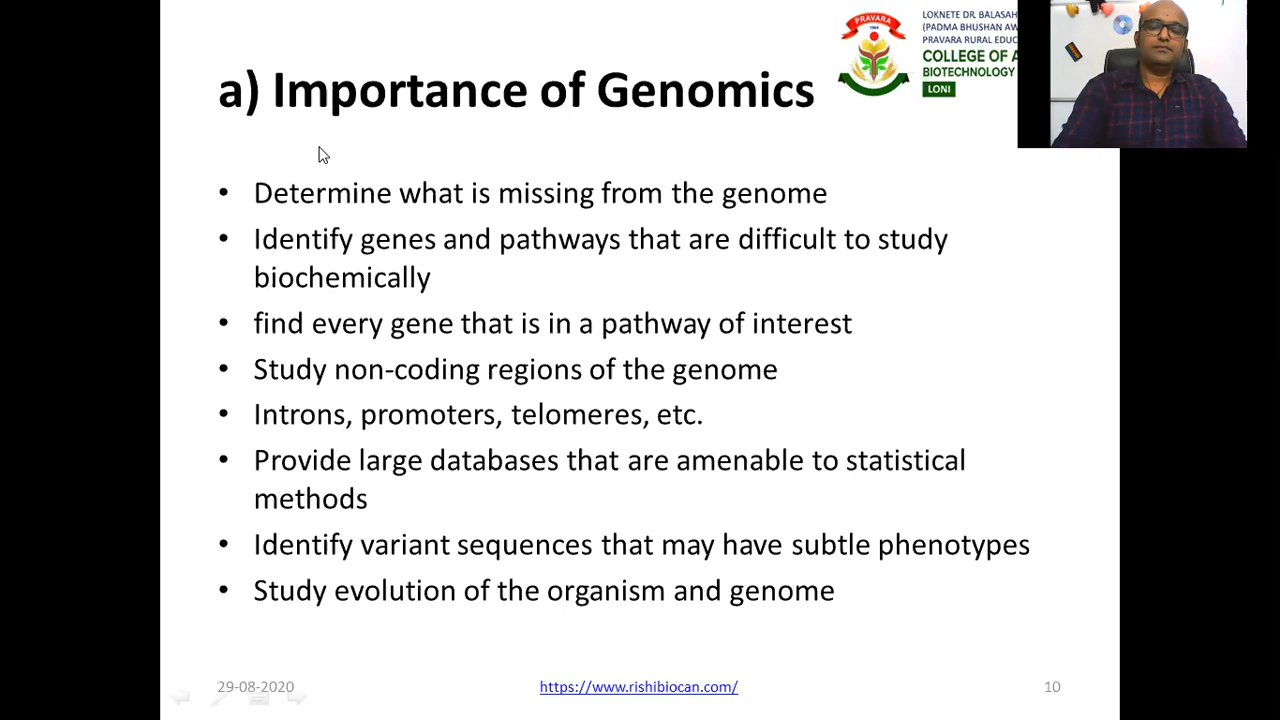 PRAVARA
LOKNETE DR. BALASAH
(PADMA BHUSHAN AW
PRAVARA RURAL EDUC
COLLEGE OF A
BIOTECHNOLOGY
LONI
a) Importance of Genomics
• Determine what is missing from the genome
• Identify genes and pathways that are difficult to study
biochemically
• find every gene that is in a pathway of interest
• Study non-coding regions of the genome
• Introns, promoters, telomeres, etc.
• Provide large databases that are amenable to statistical
methods
• Identify variant sequences that may have subtle phenotypes
• Study evolution of the organism and genome
29-08-2020
https://www.rishibiocan.com/
10